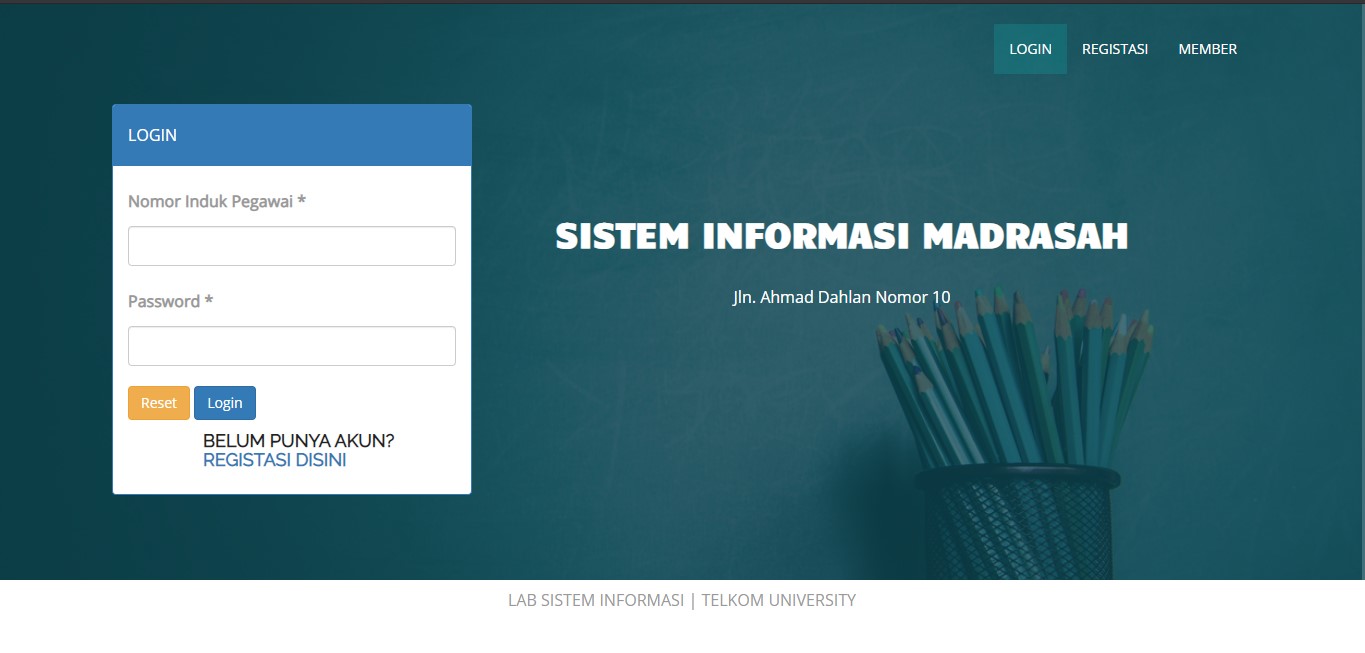 LOGIN REGISTASI MEMBER
LOGIN
Nomor Induk Pegawai *
Password *
Reset Login
BELUM PUNYA AKUN?
REGISTASI DISINI
SISTEM INFORMASI MADRASAH
Jln. Ahmad Dahlan Nomor 10
LAB SISTEM INFORMASI | TELKOM UNIVERSITY